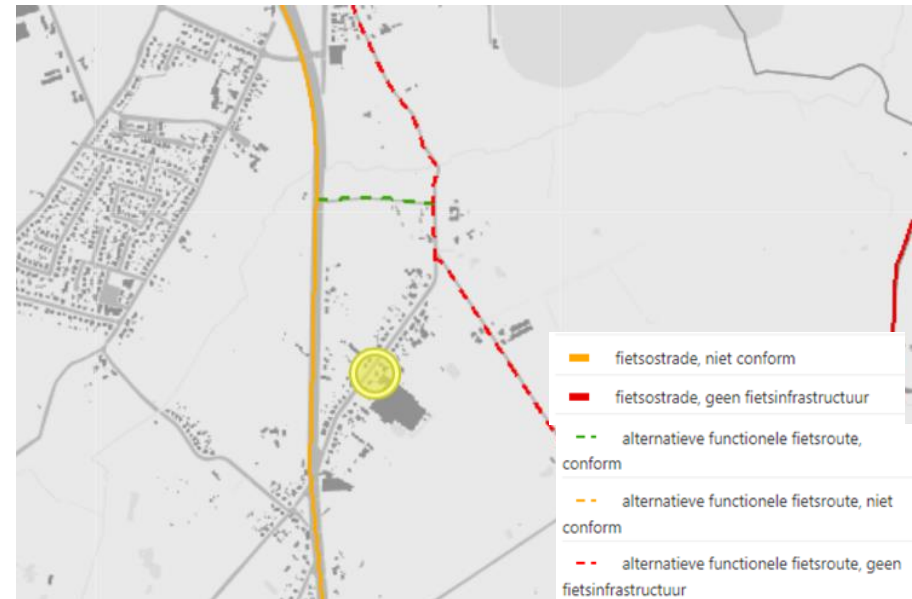 fietsostrade, niet conform
fietsostrade, geen fietsinfrastructuur
alternatieve functionele fietsroute,
conform
alternatieve functionele fietsroute, niet
conform
alternatieve functionele fietsroute, geen
fietsinfrastructuur